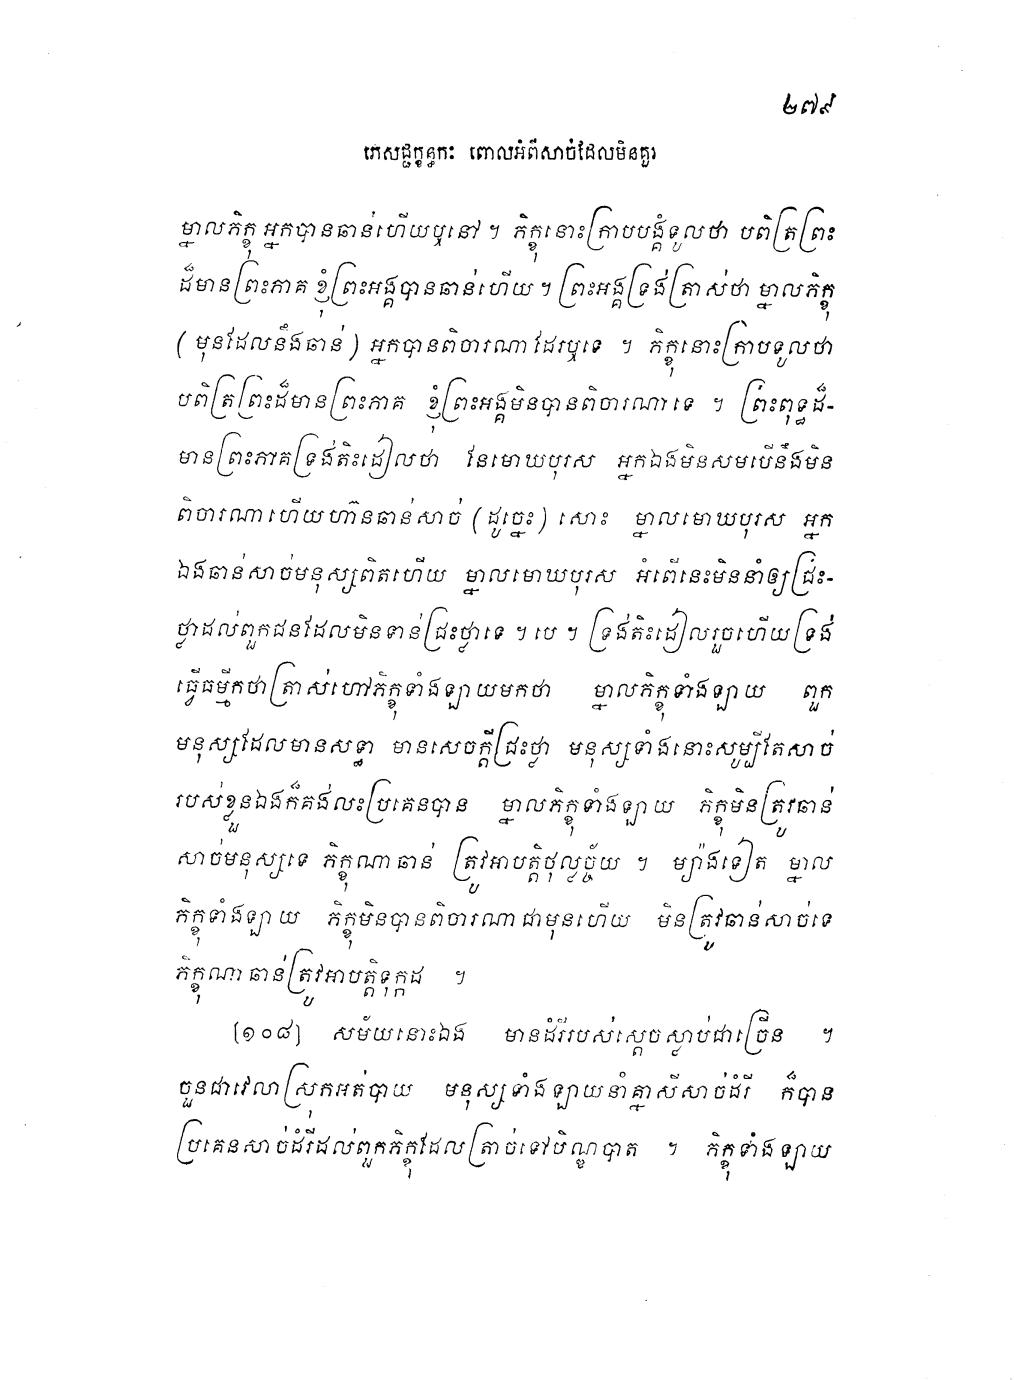 ២៧៩
ភេសជ្ជក្ខន្ធកៈ ពោលអំពីសាច់ដែលមិនគួរ
ម្នាលភិក្ខុ អ្នកបានឆាន់ហើយឬនៅ ។ ភិក្ខុនោះក្រាបបង្គំទូលថា បពិត្រព្រះ
ដ៏មានព្រះភាគ ខ្ញុំព្រះអង្គបានឆាន់ហើយ ។ ព្រះអង្គទ្រង់ត្រាស់ថា ម្នាលភិក្ខុ
( មុនដែលនឹងឆាន់ ) អ្នកបានពិចារណាដែរឬទេ ។ ភិក្ខុនោះក្រាបទូលថា
បពិត្រព្រះដ៏មានព្រះភាគ ខ្ញុំព្រះអង្គមិនបានពិចារណាទេ ។ ព្រះពុទ្ធដ៏-
មានព្រះភាគទ្រង់តិះដៀលថា នែមោឃបុរស អ្នកឯងមិនសមបើនឹងមិន
ពិចារណាហើយហ៊ានឆាន់សាច់ ( ដូច្នេះ ) សោះ ម្នាលមោឃបុរស អ្នក
ឯងឆាន់សាច់មនុស្សពិតហើយ ម្នាលមោឃបុរស អំពើនេះមិននាំឲ្យជ្រះ-
ថ្លាដល់ពួកជនដែលមិនទាន់ជ្រះថ្លាទេ ។ បេ ។ ទ្រង់តិះដៀលរួចហើយទ្រង់
ធ្វើធម្មីកថាត្រាស់ហៅភិក្ខុទាំងឡាយមកថា ម្នាលភិក្ខុទាំងឡាយ ពួក
មនុស្សដែលមានសទ្ធា មានសេចក្តីជ្រះថ្លា មនុស្សទាំងនោះសូម្បីតែសាច់
របស់ខ្លួនឯងក៏គង់លះប្រគេនបាន ម្នាលភិក្ខុទាំងឡាយ ភិក្ខុមិនត្រូវឆាន់
សាច់មនុស្សទេ ភិក្ខុណាឆាន់ ត្រូវអាបត្តិថុល្លច្ច័យ ។ ម្យ៉ាងទៀត ម្នាល
ភិក្ខុទាំងឡាយ ភិក្ខុមិនបានពិចារណាជាមុនហើយ មិនត្រូវឆាន់សាច់ទេ
ភិក្ខុណាឆាន់ត្រូវអាបត្តិទុក្កដ ។
[១០៨] សម័យនោះឯង មានដំរីរបស់ស្តេចស្លាប់ជាច្រើន ។
ចួនជាវេលាស្រុកអត់បាយ មនុស្សទាំងឡាយនាំគ្នាស៊ីសាច់ដំរី ក៏បាន
ប្រគេនសាច់ដំរីដល់ពួកភិក្ខុដែលត្រាច់ទៅបិណ្ឌបាត ។ ភិក្ខុទាំងឡាយ